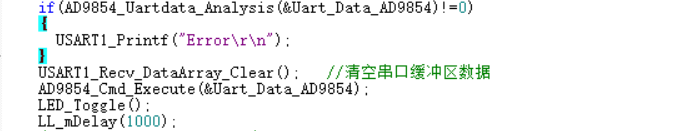 if(AD9854_Uartdata_Analysis(&Uart_Data_AD9854)!=0)
{
USART1_Printf("Error\r\n");
}
USART1_Recv_DataArray_Clear(); //清空串口缓冲区数据
AD9854_Cmd_Execute(&Uart_Data_AD9854);
LED_Toggle();
LL_mDelay(1000);